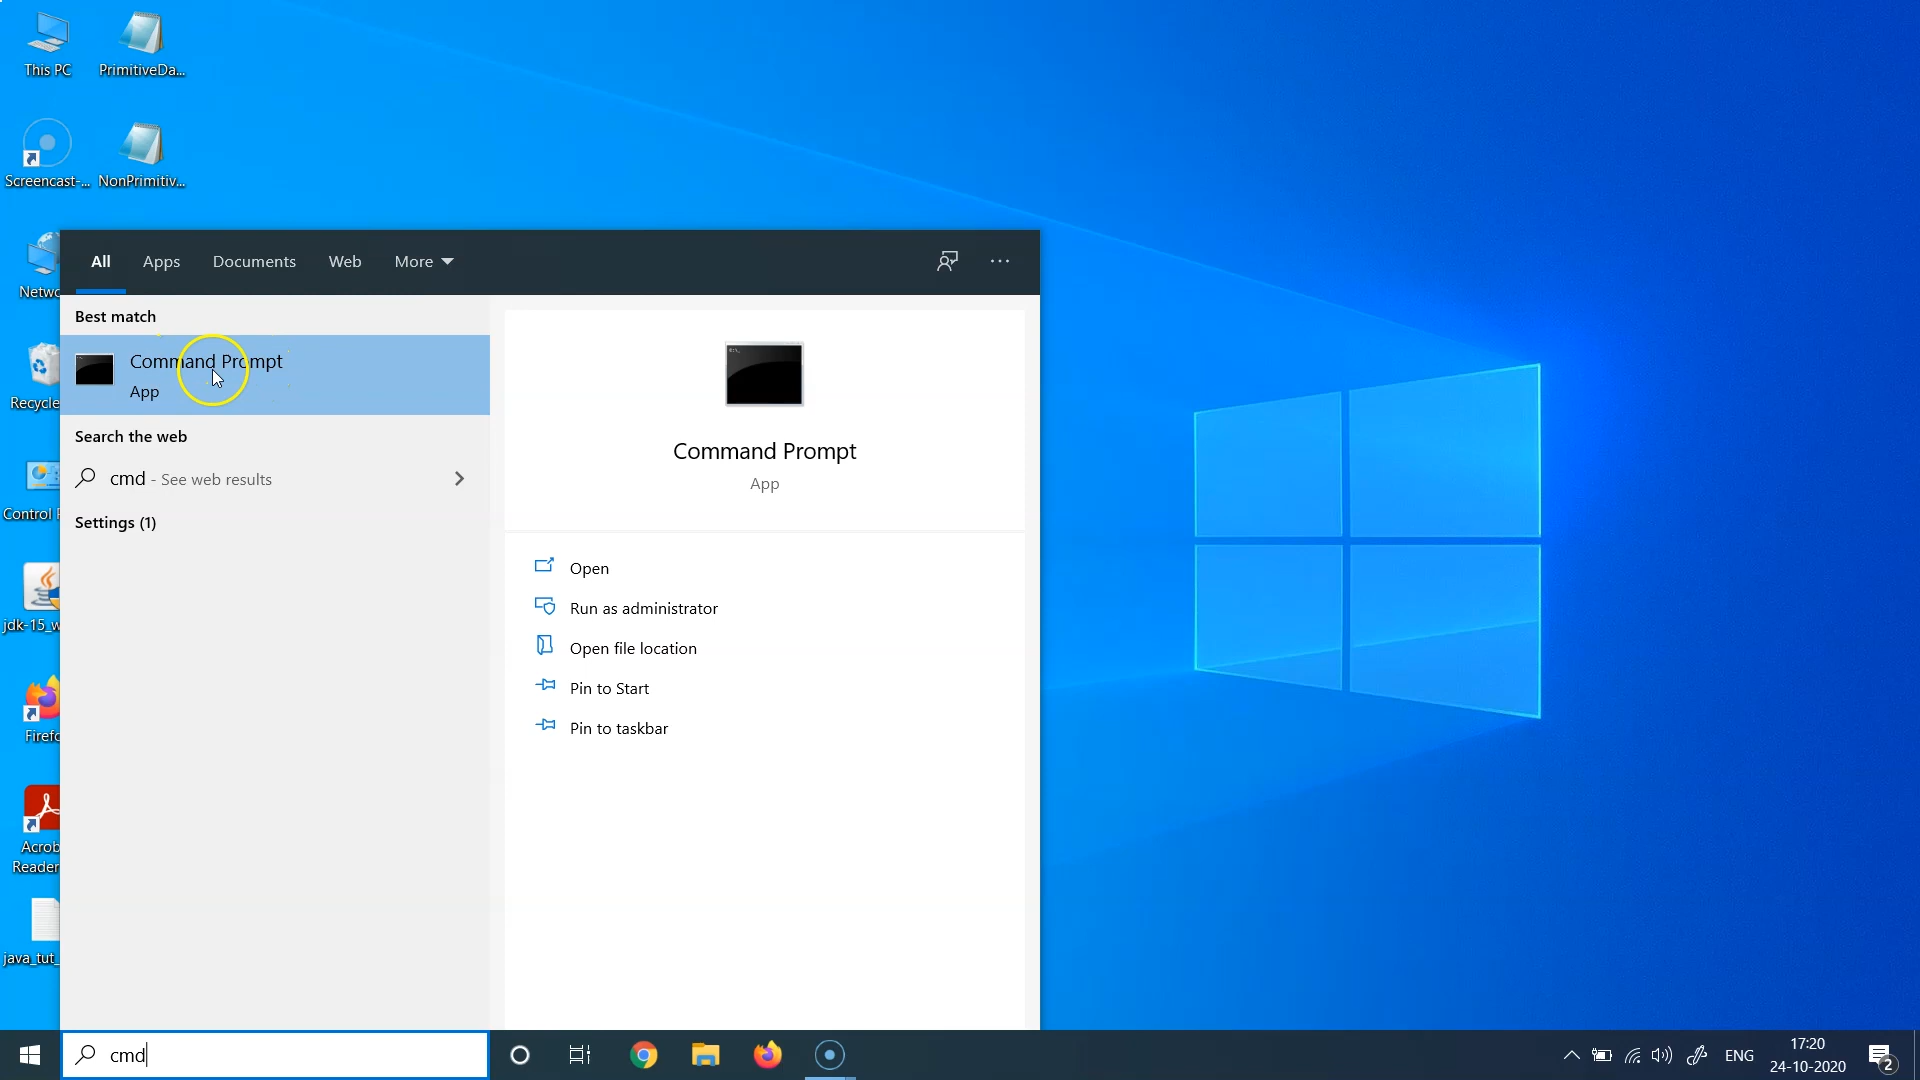 This PC
PrimitiveDa...
Screencast-...
NonPrimitiv...
Netwo
Recycle
Control
jdk-15_w
Firefo
Acrob
Reader
java_tut_
All Apps Documents Web More
Best match
Command Prompt
App
Search the web
cmd - See web results
Settings (1)
Command Prompt
App
Open
Run as administrator
Open file location
Pin to Start
Pin to taskbar
cmd
ENG
17:20
24-10-2020
2